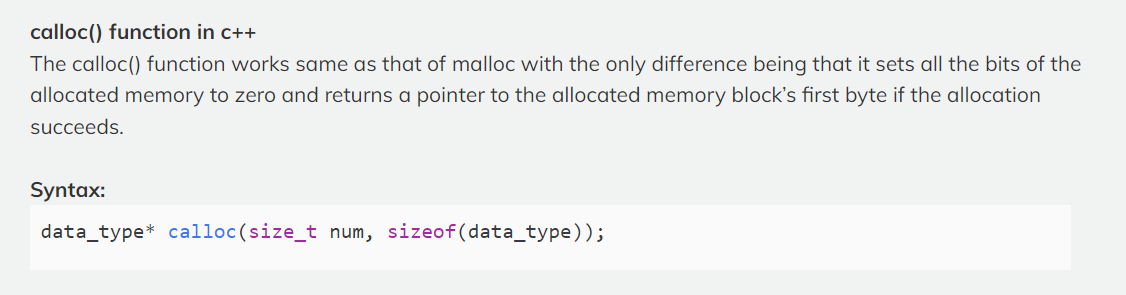 calloc() function in c++
The calloc() function works same as that of malloc with the only difference being that it sets all the bits of the
allocated memory to zero and returns a pointer to the allocated memory block’s first byte if the allocation
succeeds.
Syntax:
data_type* calloc(size_t num, sizeof(data_type));